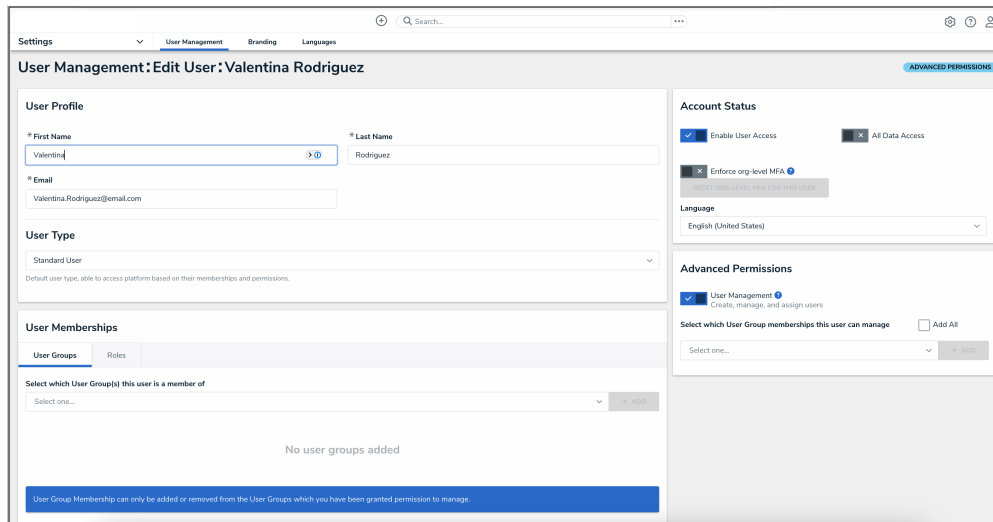 Search...
Settings
User Management
Branding
Languages
User Management: Edit User: Valentina Rodriguez
ADVANCED PERMISSIONS
User Profile
* First Name
* Last Name
Valentina
Rodriguez
* Email
Valentina.Rodriguez@email.com
User Type
Standard User
Default user type, able to access platform based on their memberships and permissions.
User Memberships
User Groups
Roles
Select which User Group(s) this user is a member of
Select one...
+ ADD
No user groups added
User Group Membership can only be added or removed from the User Groups which you have been granted permission to manage.
Account Status
Enable User Access
All Data Access
Enforce org-level MFA
RESET ORG-LEVEL MFA FOR THIS USER
Language
English (United States)
Advanced Permissions
User Management
Create, manage, and assign users
Select which User Group memberships this user can manage
Add All
Select one...
+ ADD